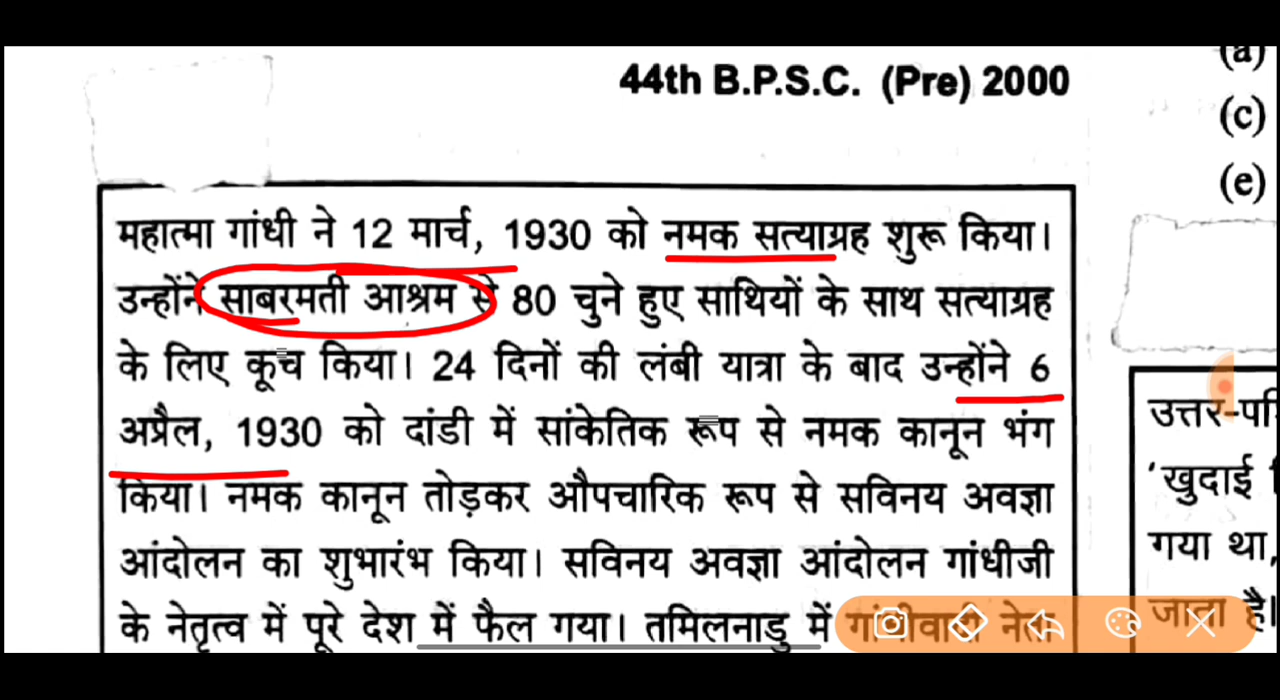 44th B.P.S.C. (Pre) 2000
(a)
(c)
(e)
महात्मा गांधी ने 12 मार्च, 1930 को नमक सत्याग्रह शुरू किया।
उन्होंने साबरमती आश्रम से 80 चुने हुए साथियों के साथ सत्याग्रह
के लिए कूच किया। 24 दिनों की लंबी यात्रा के बाद उन्होंने 6
अप्रैल, 1930 को दांडी में सांकेतिक रूप से नमक कानून भंग
किया। नमक कानून तोड़कर औपचारिक रूप से सविनय अवज्ञा
आंदोलन का शुभारंभ किया। सविनय अवज्ञा आंदोलन गांधीजी
के नेतृत्व में पूरे देश में फैल गया। तमिलनाडु में गांधीवादी नेता
उत्तर-परि
'खुदाई
गया था,
जाता है।